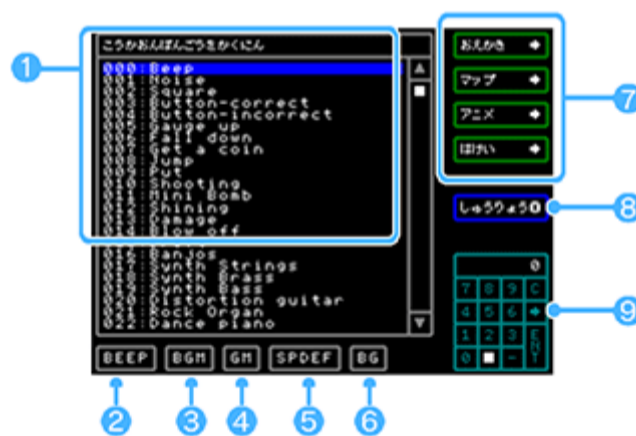 こうかおんばんごうをかくにん
000:Beep
001:Noise
002:Square
003:Button-correct
004:Button-incorrect
005:Gauge up
006:Fall down
007:Get a coin
008:Jump
009:Put
010:Shooting
011:Mini Bomb
012:Shining
013:Damage
014:Blow off
016:Banjos
017:Synth Strings
018:Synth Brass
019:Synth Bass
020:Distortion guitar
021:Rock Organ
022:Dance piano
BEEP BGM GM SPDEF BG
おえかき →
マップ →
アニメ →
はけい →
しゅうりょう0
0
7 8 9 C
4 5 6 →
1 2 3 ENT
0 -
1
2
3
4
5
6
7
8
9